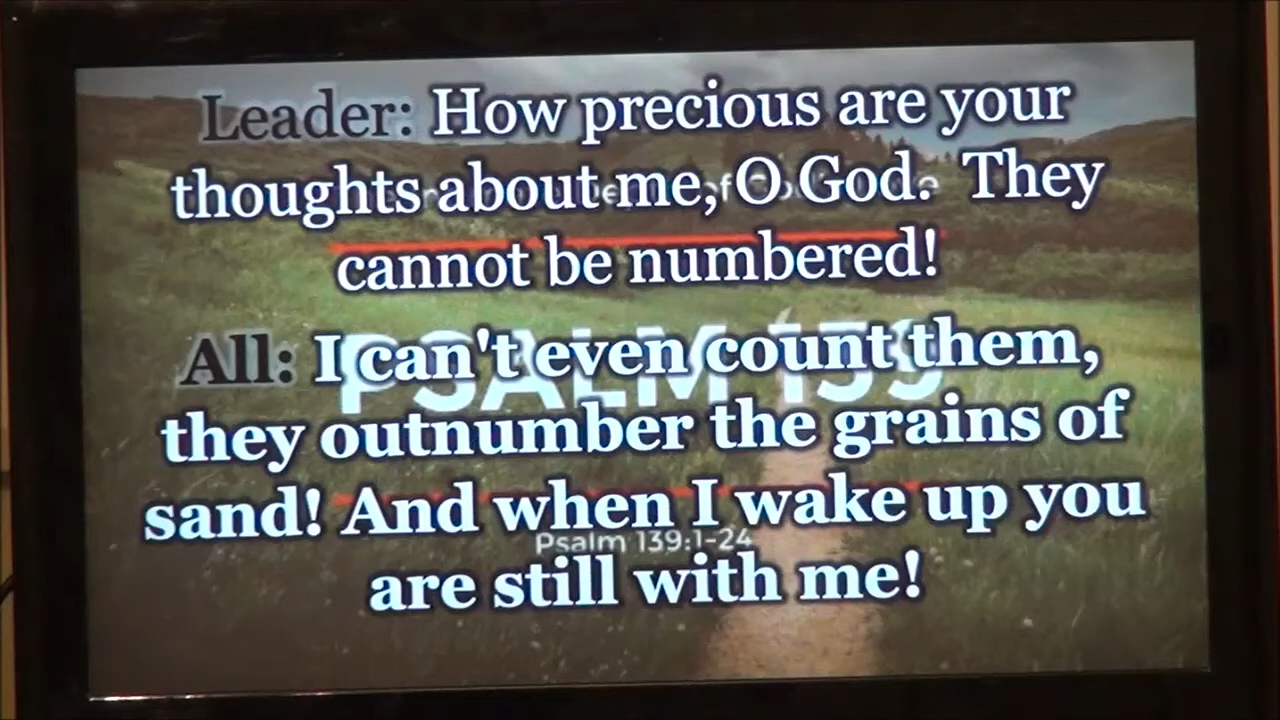 Leader: How precious are your
thoughts about me, O God. They
cannot be numbered!
All: I can't even count them,
they outnumber the grains of
sand! And when I wake up you
are still with me!
PSALM 139
Psalm 139:1-24